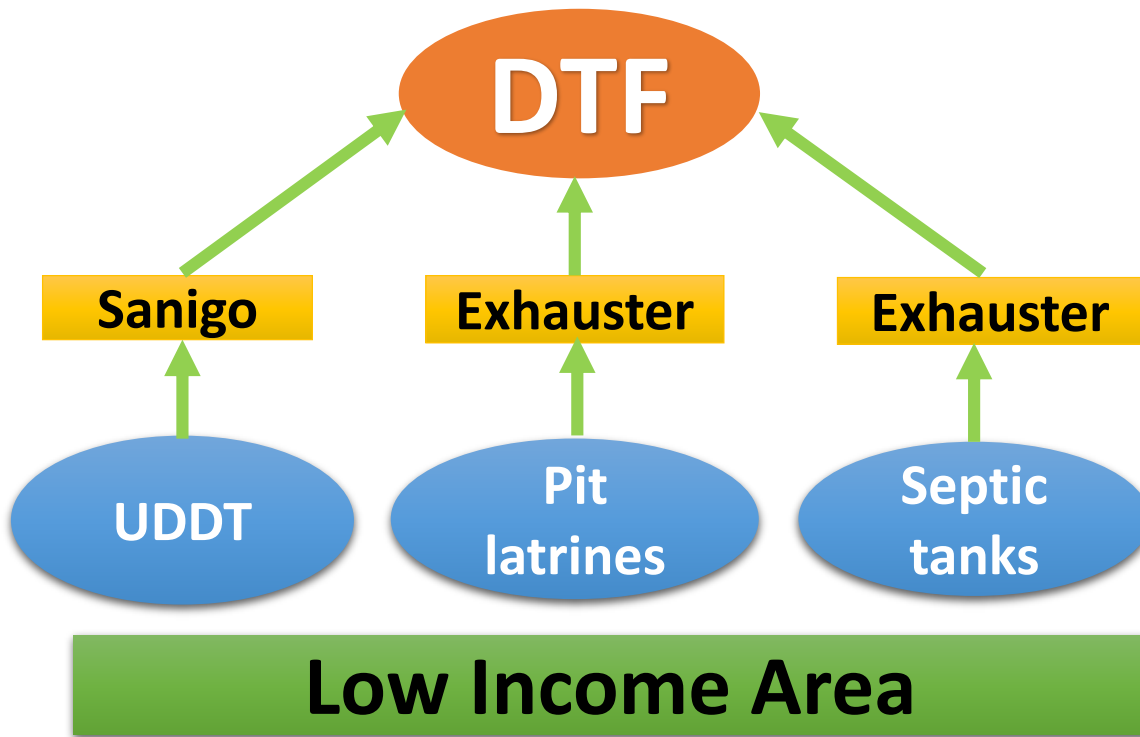 DTF
Sanigo
Exhauster
Exhauster
UDDT
Pit
latrines
Septic
tanks
Low Income Area